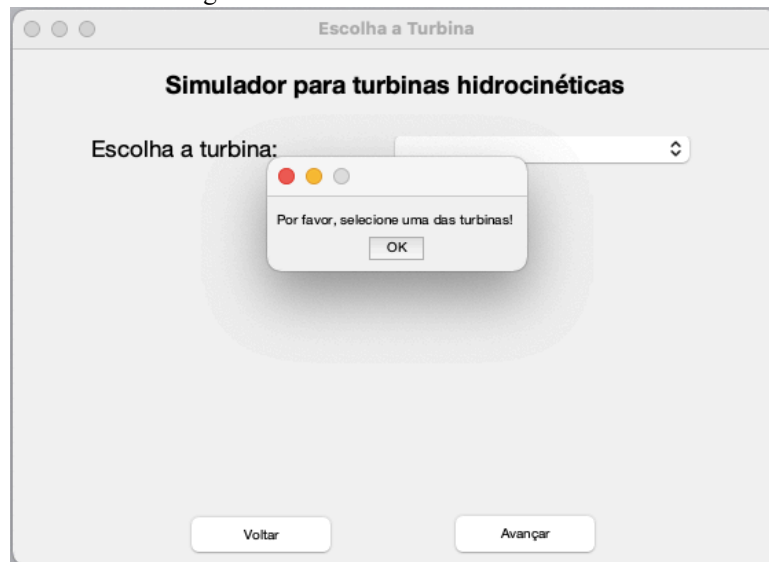 Escolha a Turbina
Simulador para turbinas hidrocinéticas
Escolha a turbina:
Por favor, selecione uma das turbinas!
OK
Voltar
Avançar